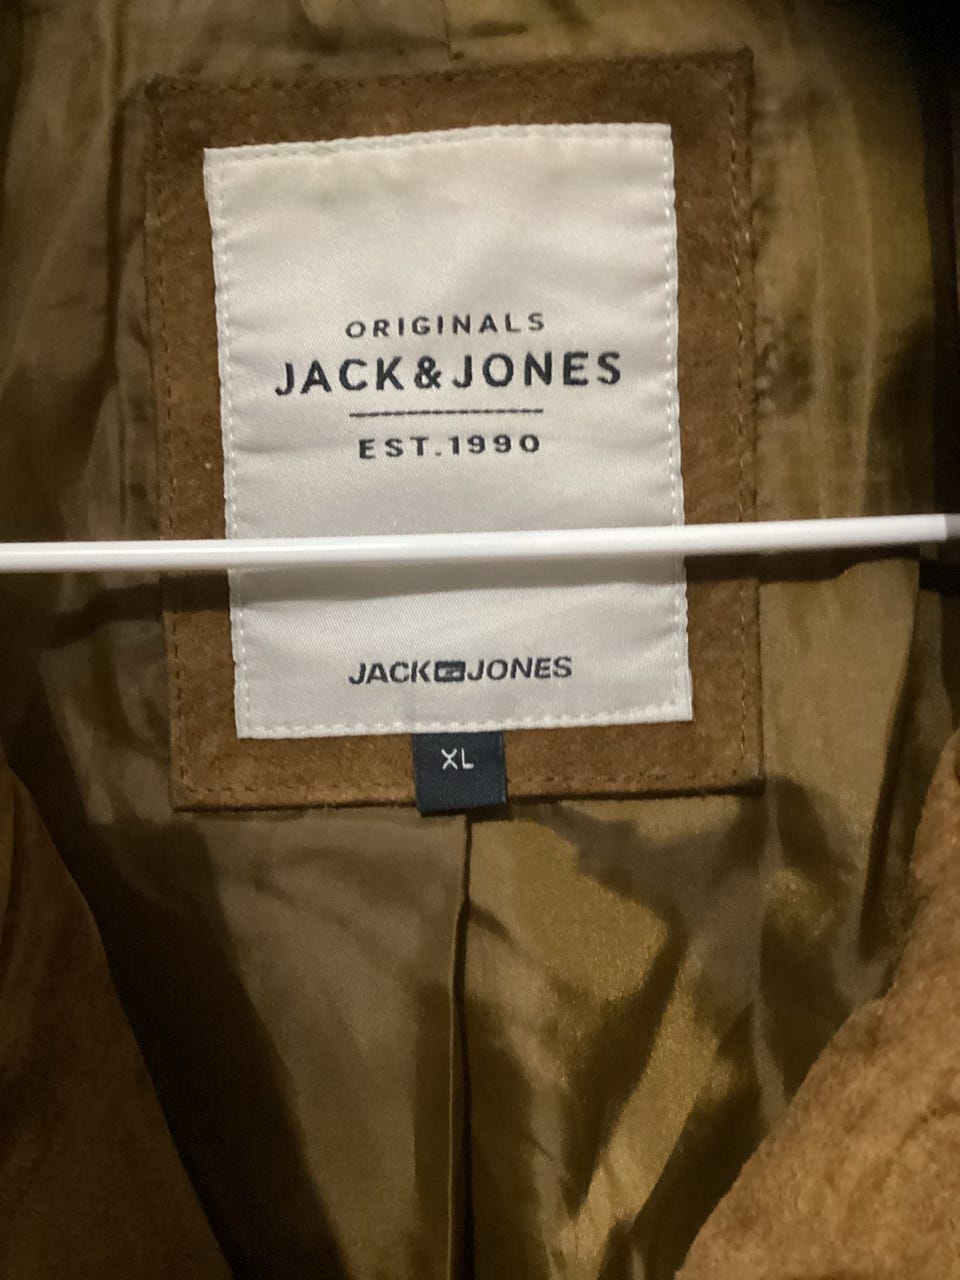 ORIGINALS
JACK&JONES
EST.1990
JACK JONES
XL